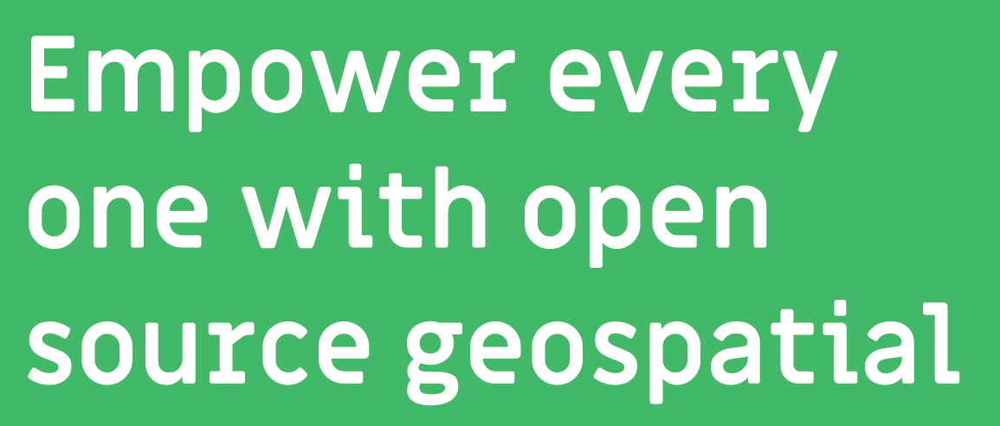 Empower every
one with open
source geospatial